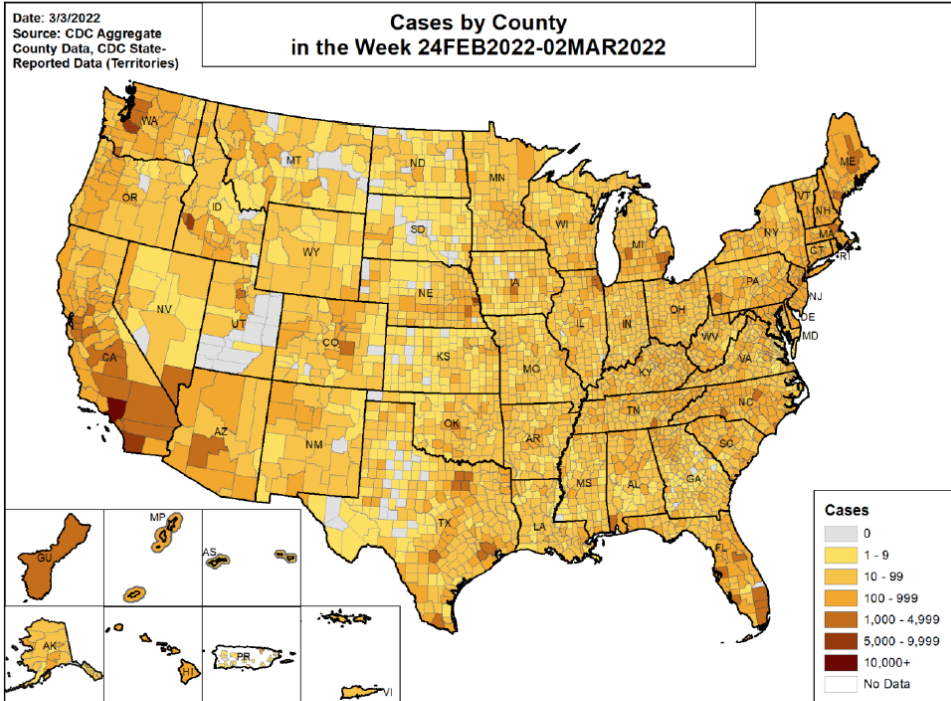 Date: 3/3/2022
Source: CDC Aggregate
County Data, CDC State-
Reported Data (Territories)
Cases by County
in the Week 24FEB2022-02MAR2022
WA
MT
ND
MN
ME
OR
ID
SD
WI
MI
VT
NH
NY
MA
CT
RI
WY
NE
IA
PA
NJ
NV
UT
CO
KS
IL
IN
OH
DE
MD
WV
VA
CA
MO
KY
AZ
NM
OK
AR
TN
NC
SC
TX
LA
MS
AL
GA
FL
GU
MP
AS
AK
HI
PR
VI
Cases
0
1 - 9
10 - 99
100 - 999
1,000 - 4,999
5,000 - 9,999
10,000+
No Data